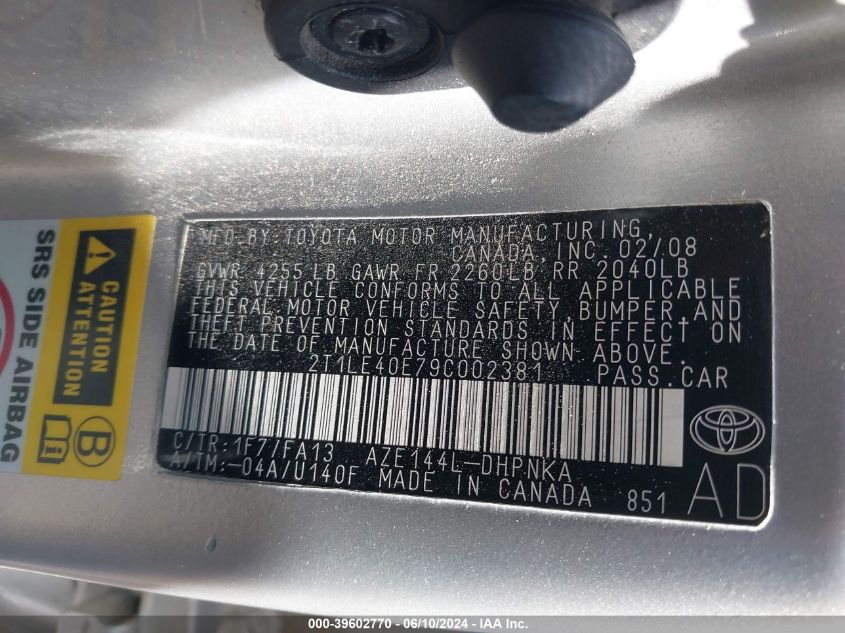 MFD.BY:TOYOTA MOTOR MANUFACTURING,
CANADA, INC. 02/08
GVWR 4255 LB GAWR FR 2260LB RR 2040LB
THIS VEHICLE CONFORMS TO ALL APPLICABLE
FEDERAL MOTOR VEHICLE SAFETY,BUMPER,AND
THEFT PREVENTION STANDARDS IN EFFECT ON
THE DATE OF MANUFACTURE SHOWN ABOVE.
2T1LE40E79C002381 PASS.CAR
C/TR:1F77/FA13 AZE144L-DHPNKA
A/TM:-04A/U140F MADE IN CANADA 851
AD
CAUTION
ATTENTION
SRS SIDE AIRBAG
B
000-39602770 - 06/10/2024 - IAA Inc.